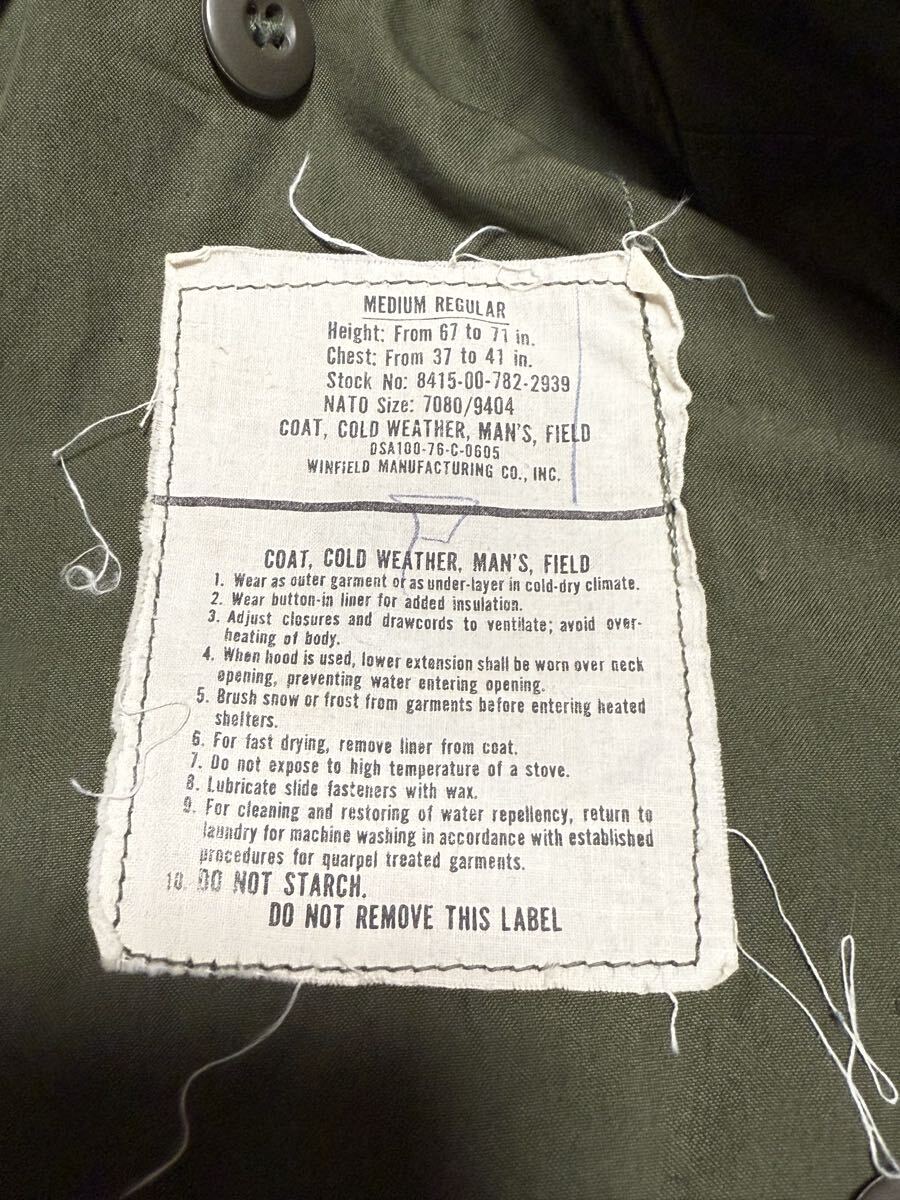 MEDIUM REGULAR
Height: From 67 to 71 in.
Chest: From 37 to 41 in.
Stock No: 8415-00-782-2939
NATO Size: 7080/9404
COAT, COLD WEATHER, MAN'S, FIELD
DSA100-76-C-0605
WINFIELD MANUFACTURING CO., INC.
COAT, COLD WEATHER, MAN'S, FIELD
1. Wear as outer garment or as under-layer in cold-dry climate.
2. Wear button-in liner for added insulation.
3. Adjust closures and drawcords to ventilate; avoid over-
heating of body.
4. When hood is used, lower extension shall be worn over neck
opening, preventing water entering opening.
5. Brush snow or frost from garments before entering heated
shelters.
6. For fast drying, remove liner from coat.
7. Do not expose to high temperature of a stove.
8. Lubricate slide fasteners with wax.
9. For cleaning and restoring of water repellency, return to
laundry for machine washing in accordance with established
procedures for quarpel treated garments.
10. DO NOT STARCH.
DO NOT REMOVE THIS LABEL